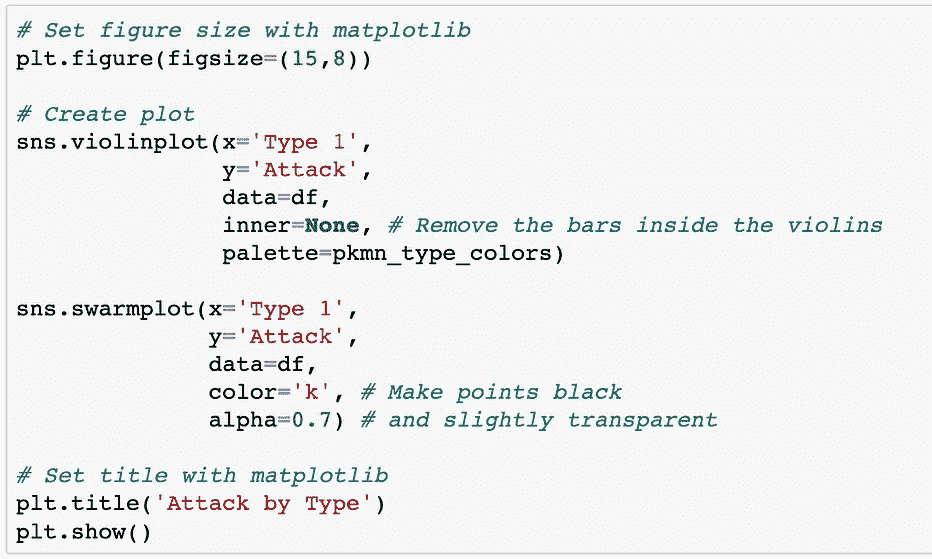 # Set figure size with matplotlib
plt.figure(figsize=(15,8))
# Create plot
sns.violinplot(x='Type 1',
               y='Attack',
               data=df,
               inner=None, # Remove the bars inside the violins
               palette=pkmn_type_colors)
sns.swarmplot(x='Type 1',
              y='Attack',
              data=df,
              color='k', # Make points black
              alpha=0.7) # and slightly transparent
# Set title with matplotlib
plt.title('Attack by Type')
plt.show()